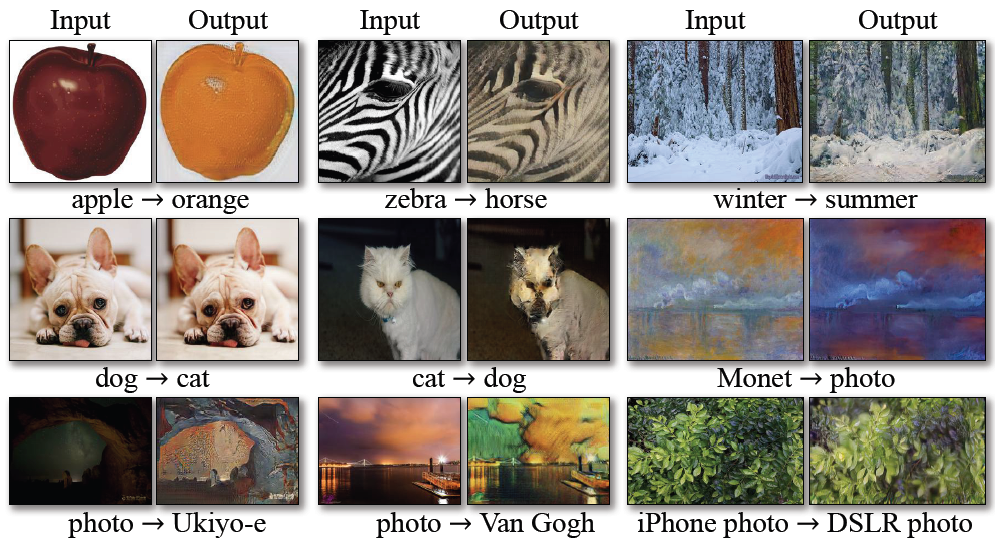 Input Output Input Output Input Output
apple → orange zebra → horse winter → summer
dog → cat cat → dog Monet → photo
photo → Ukiyo-e photo → Van Gogh iPhone photo → DSLR photo